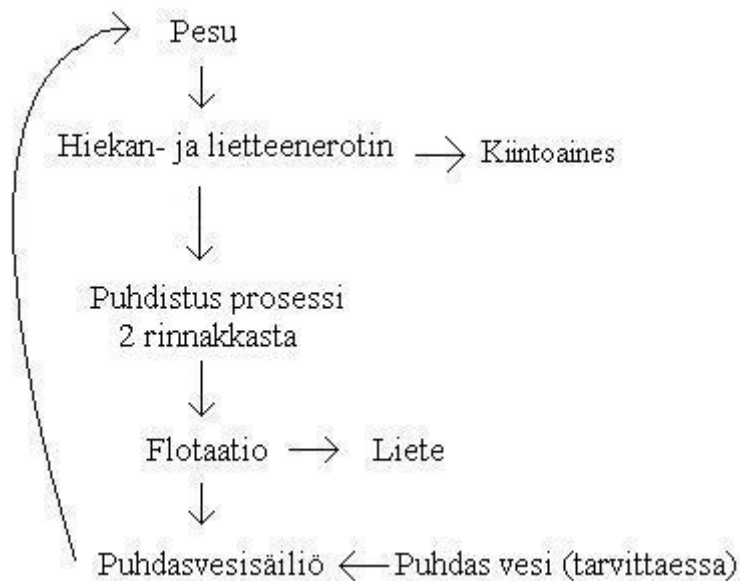 Pesu
Hiekan- ja lietteenerotin
Kiintoaines
Puhdistus prosessi
2 rinnakkasta
Flotaatio
Liete
Puhdasvesisäiliö
Puhdas vesi (tarvittaessa)